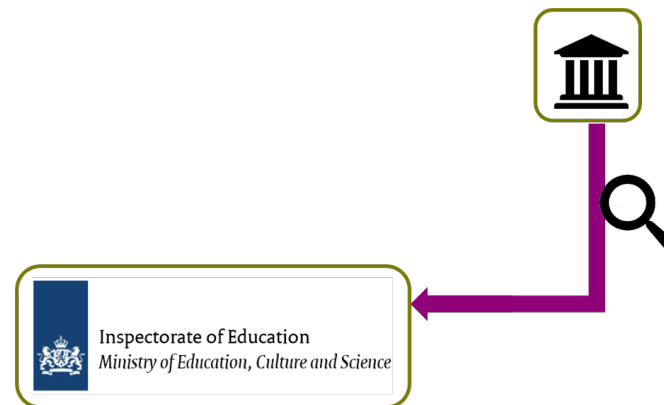 Inspectorate of Education
Ministry of Education, Culture and Science